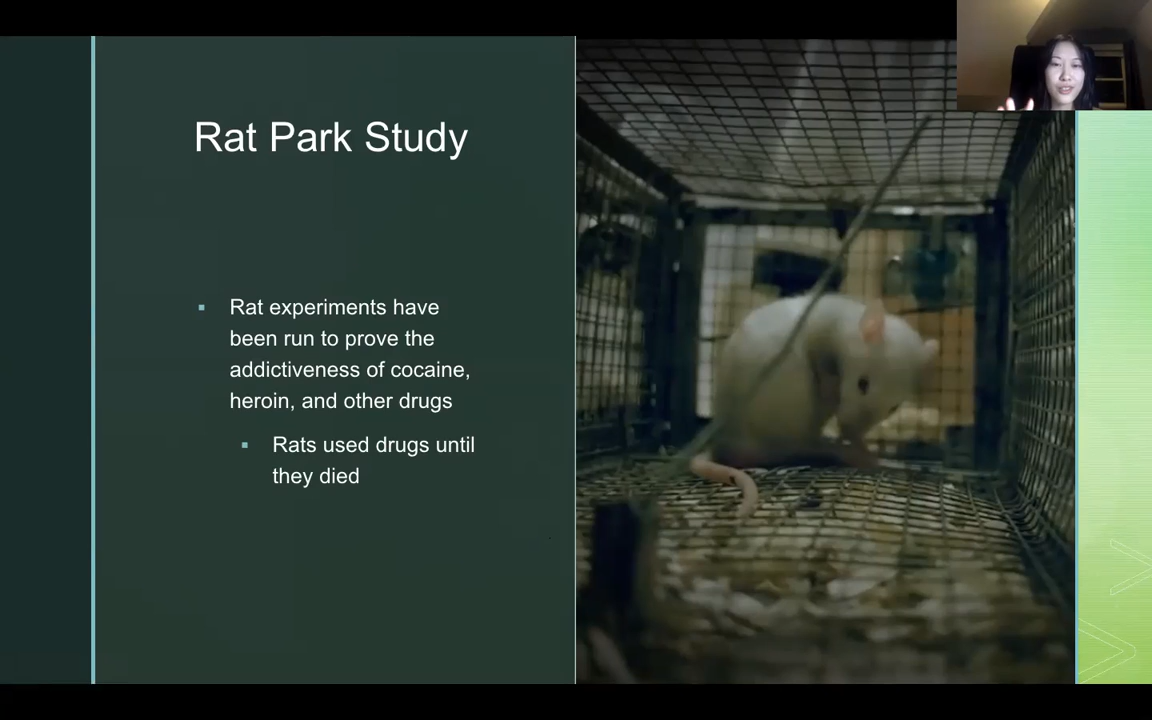 Rat Park Study
Rat experiments have
been run to prove the
addictiveness of cocaine,
heroin, and other drugs
Rats used drugs until
they died